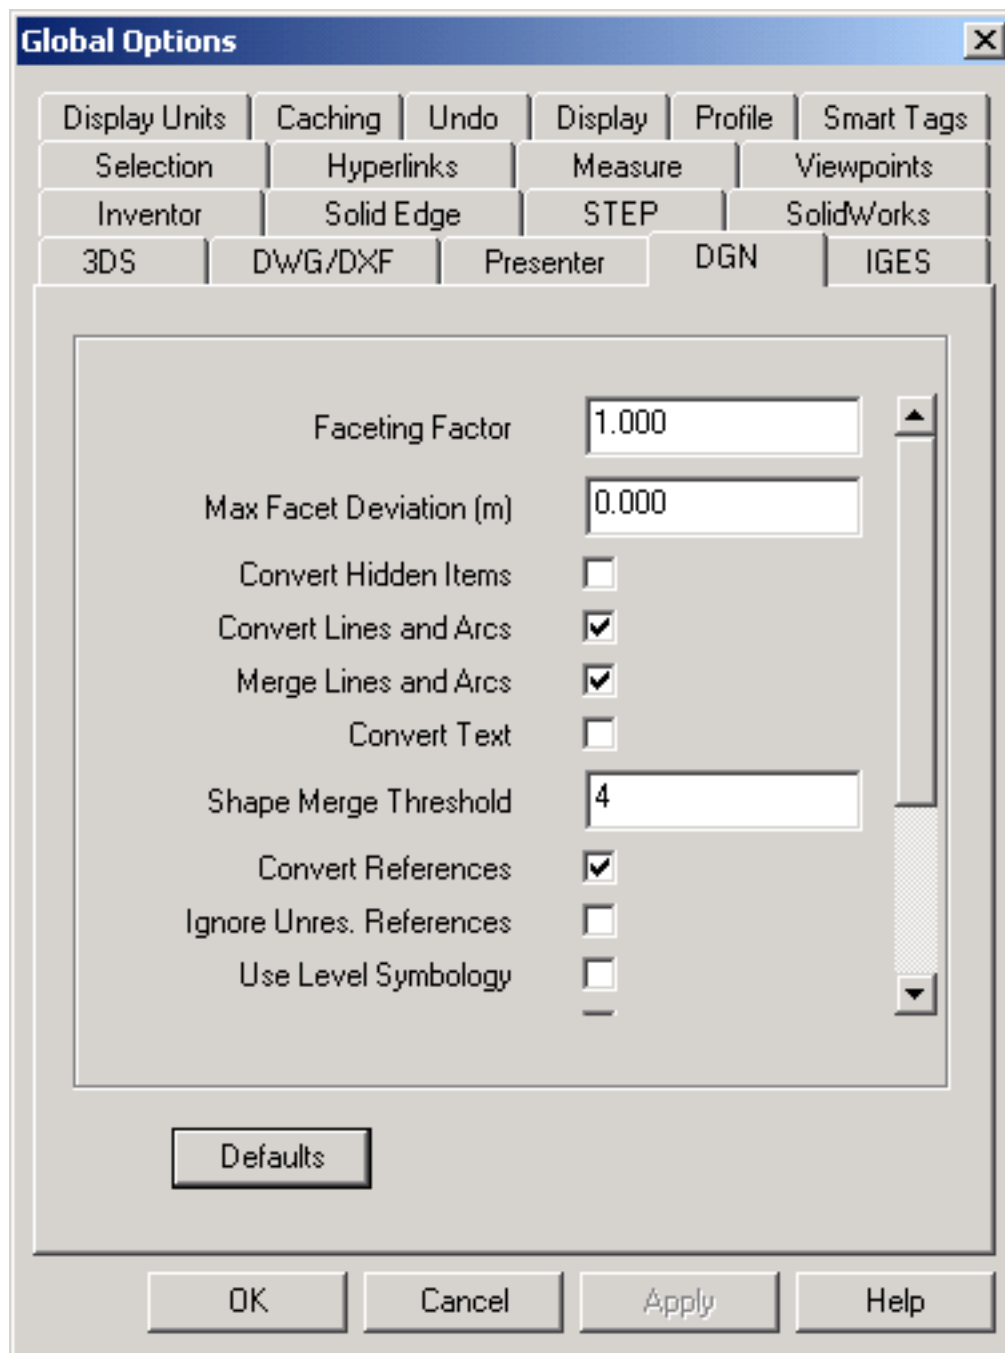 Global Options
Display Units Caching Undo Display Profile Smart Tags
Selection Hyperlinks Measure Viewpoints
Inventor Solid Edge STEP SolidWorks
3DS DWG/DXF Presenter DGN IGES
Faceting Factor 1.000
Max Facet Deviation (m) 0.000
Convert Hidden Items
Convert Lines and Arcs
Merge Lines and Arcs
Convert Text
Shape Merge Threshold 4
Convert References
Ignore Unres. References
Use Level Symbology
Defaults
OK Cancel Apply Help